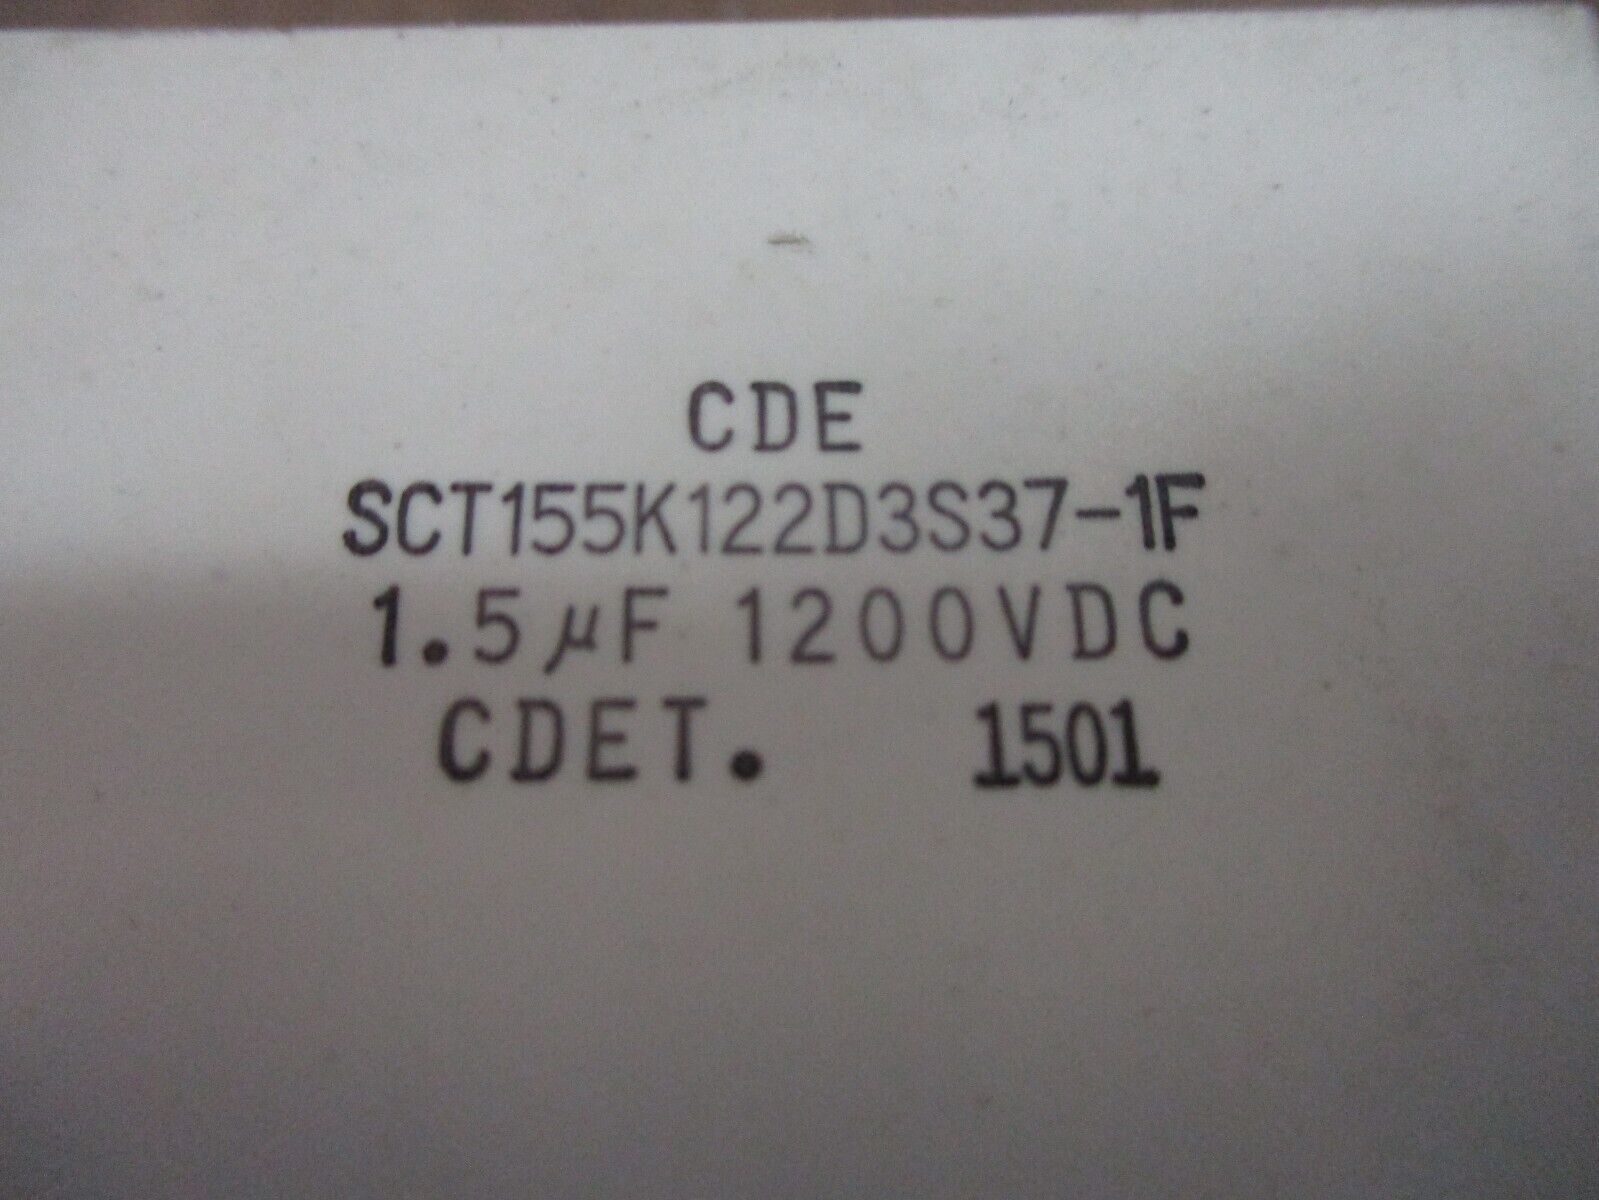 CDE
SCT155K122D3S37-1F
1.5µF 1200VDC
CDET. 1501